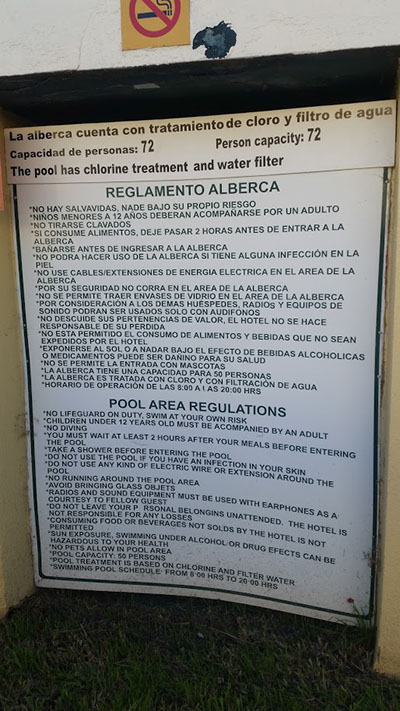 La alberca cuenta con tratamiento de cloro y filtro de agua
Capacidad de personas: 72 Person capacity: 72
The pool has chlorine treatment and water filter
REGLAMENTO ALBERCA
*NO HAY SALVAVIDAS, NADE BAJO SU PROPIO RIESGO
*NIÑOS MENORES A 12 AÑOS DEBERAN ACOMPAÑARSE POR UN ADULTO
*NO TIRARSE CLAVADOS
*SI CONSUME ALIMENTOS, DEJE PASAR 2 HORAS ANTES DE ENTRAR A LA
ALBERCA
*BAÑARSE ANTES DE INGRESAR A LA ALBERCA
*NO PODRA HACER USO DE LA ALBERCA SI TIENE ALGUNA INFECCIÓN EN LA
PIEL
*NO USE CABLES/EXTENSIONES DE ENERGIA ELECTRICA EN EL AREA DE LA
ALBERCA
*POR SU SEGURIDAD NO CORRA EN EL AREA DE LA ALBERCA
*NO SE PERMITE TRAER ENVASES DE VIDRIO EN EL AREA DE LA ALBERCA
*POR CONSIDERACIÓN A LOS DEMAS HUÉSPEDES, RADIOS Y EQUIPOS DE
SONIDO PODRAN SER USADOS SOLO CON AUDIFONOS
*NO DESCUIDE SUS PERTENENCIAS DE VALOR, EL HOTEL NO SE HACE
RESPONSABLE DE SU PERDIDA
*NO ESTA PERMITIDO EL CONSUMO DE ALIMENTOS Y BEBIDAS QUE NO SEAN
EXPEDIDOS POR EL HOTEL
*EXPONERSE AL SOL O A NADAR BAJO EL EFECTO DE BEBIDAS ALCOHOLICAS
O MEDICAMENTOS PUEDE SER DAÑINO PARA SU SALUD
*NO SE PERMITE LA ENTRADA CON MASCOTAS
*LA ALBERCA TIENE UNA CAPACIDAD PARA 50 PERSONAS
*LA ALBERCA ES TRATADA CON CLORO Y CON FILTRACIÓN DE AGUA
*HORARIO DE OPERACIÓN DE LAS 8:00 A LAS 20:00 HRS
POOL AREA REGULATIONS
*NO LIFEGUARD ON DUTY, SWIM AT YOUR OWN RISK
*CHILDREN UNDER 12 YEARS OLD MUST BE ACOMPANIED BY AN ADULT
*NO DIVING
*YOU MUST WAIT AT LEAST 2 HOURS AFTER YOUR MEALS BEFORE ENTERING
THE POOL
*TAKE A SHOWER BEFORE ENTERING THE POOL
*DO NOT USE THE POOL IF YOU HAVE AN INFECTION IN YOUR SKIN
*DO NOT USE ANY KIND OF ELECTRIC WIRE OR EXTENSION AROUND THE
POOL
*NO RUNNING AROUND THE POOL AREA
*AVOID BRINGING GLASS OBJETS
*RADIOS AND SOUND EQUIPMENT MUST BE USED WITH EARPHONES AS A
COURTESY TO FELLOW GUEST
*DO NOT LEAVE YOUR P RSONAL BELONGINS UNATTENDED. THE HOTEL IS
NOT RESPONSIBLE FOR ANY LOSSES
*CONSUMING FOOD OR BEVERAGES NOT SOLDS BY THE HOTEL IS NOT
PERMITTED
*SUN EXPOSURE, SWIMMING UNDER ALCOHOL OR DRUG EFECTS CAN BE
HAZARDOUS TO YOUR HEALTH
*NO PETS ALLOW IN POOL AREA
*POOL CAPACITY: 50 PERSONS
*POOL TREATMENT IS BASED ON CHLORINE AND FILTER WATER
*SWIMMING POOL SCHEDULE: FROM 8:00 HRS TO 20:00 HRS